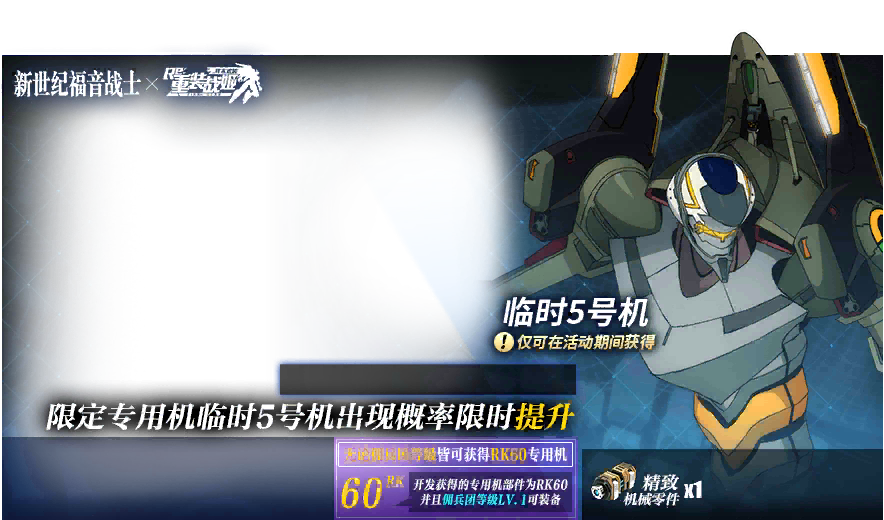 新世纪福音战士×重装战姬
临时5号机
! 仅可在活动期间获得
限定专用机临时5号机出现概率限时提升
等级皆可获得RK60专用机
60RK
开发获得的专用机部件为RK60
并且佣兵团等级LV.1可装备
精致
机械零件 x1